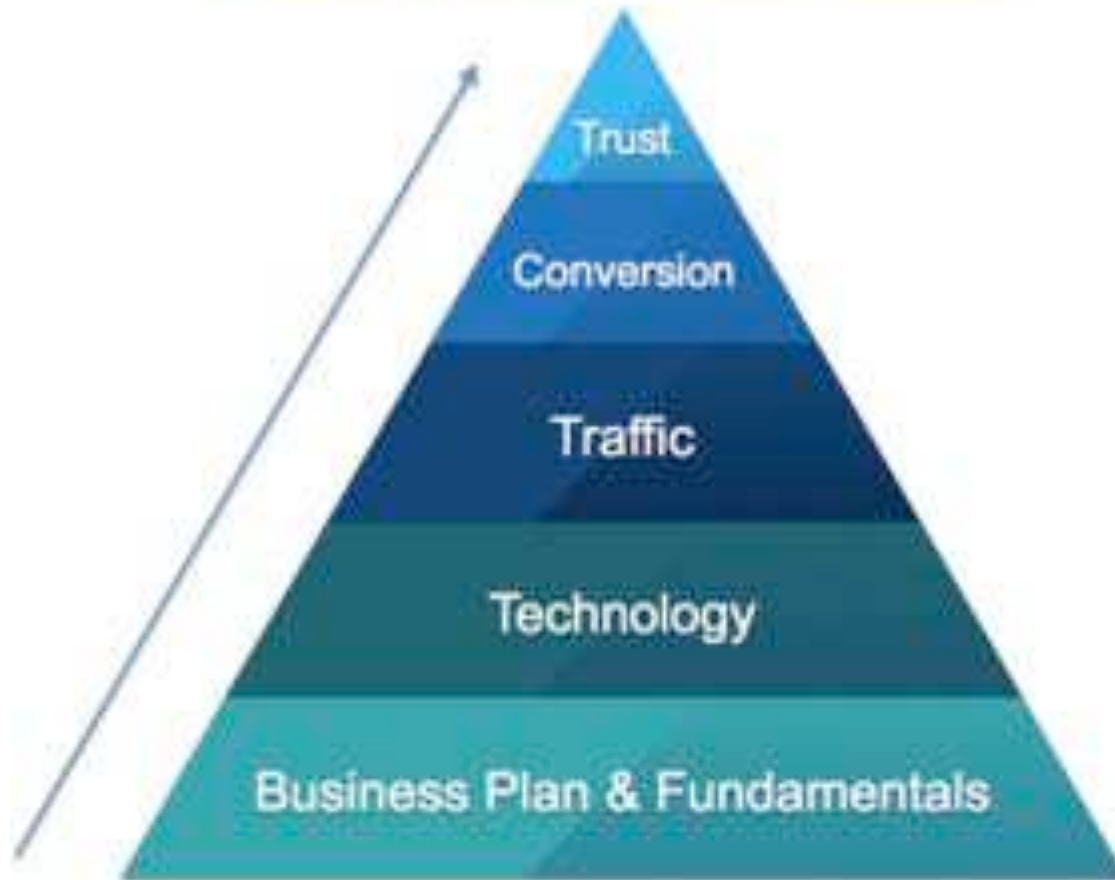 Trust
Conversion
Traffic
Technology
Business Plan & Fundamentals